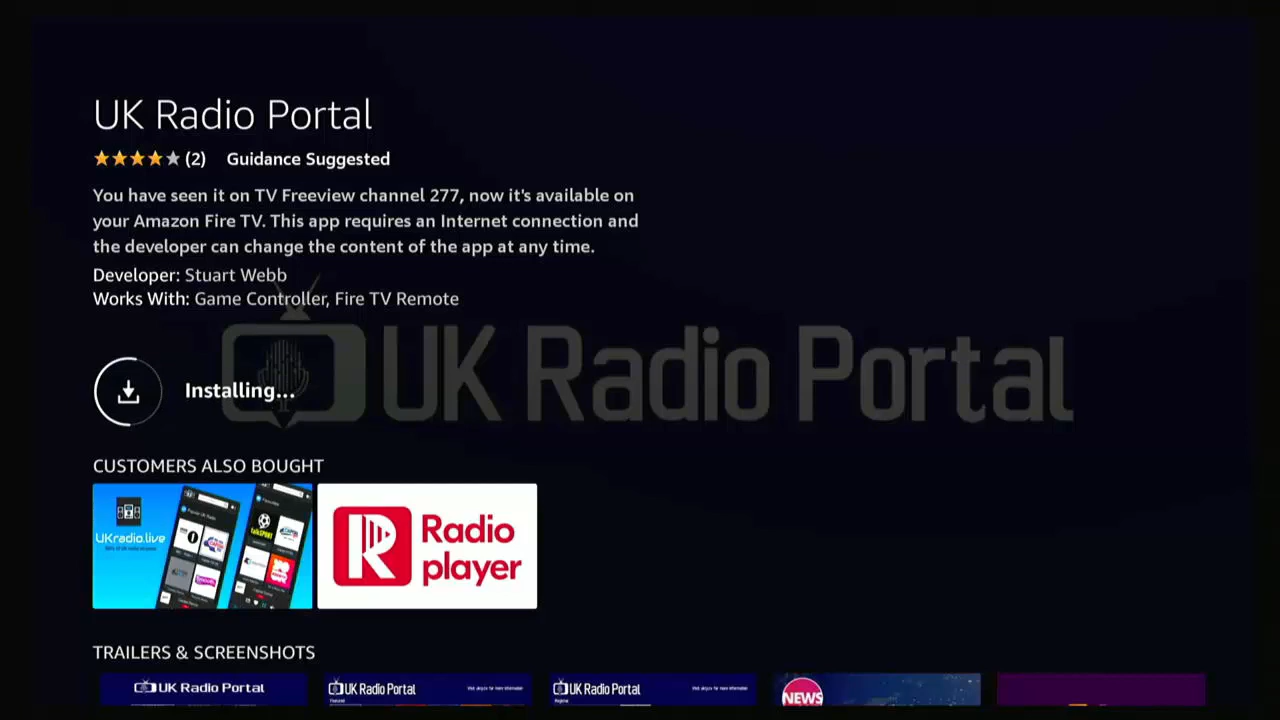 UK Radio Portal
(2) Guidance Suggested
You have seen it on TV Freeview channel 277, now it's available on
your Amazon Fire TV. This app requires an Internet connection and
the developer can change the content of the app at any time.
Developer: Stuart Webb
Works With: Game Controller, Fire TV Remote
UK Radio Portal
Installing...
CUSTOMERS ALSO BOUGHT
UKradio.live
talkSPORT
Radio
player
TRAILERS & SCREENSHOTS
UK Radio Portal
UK Radio Portal
UK Radio Portal
NEWS